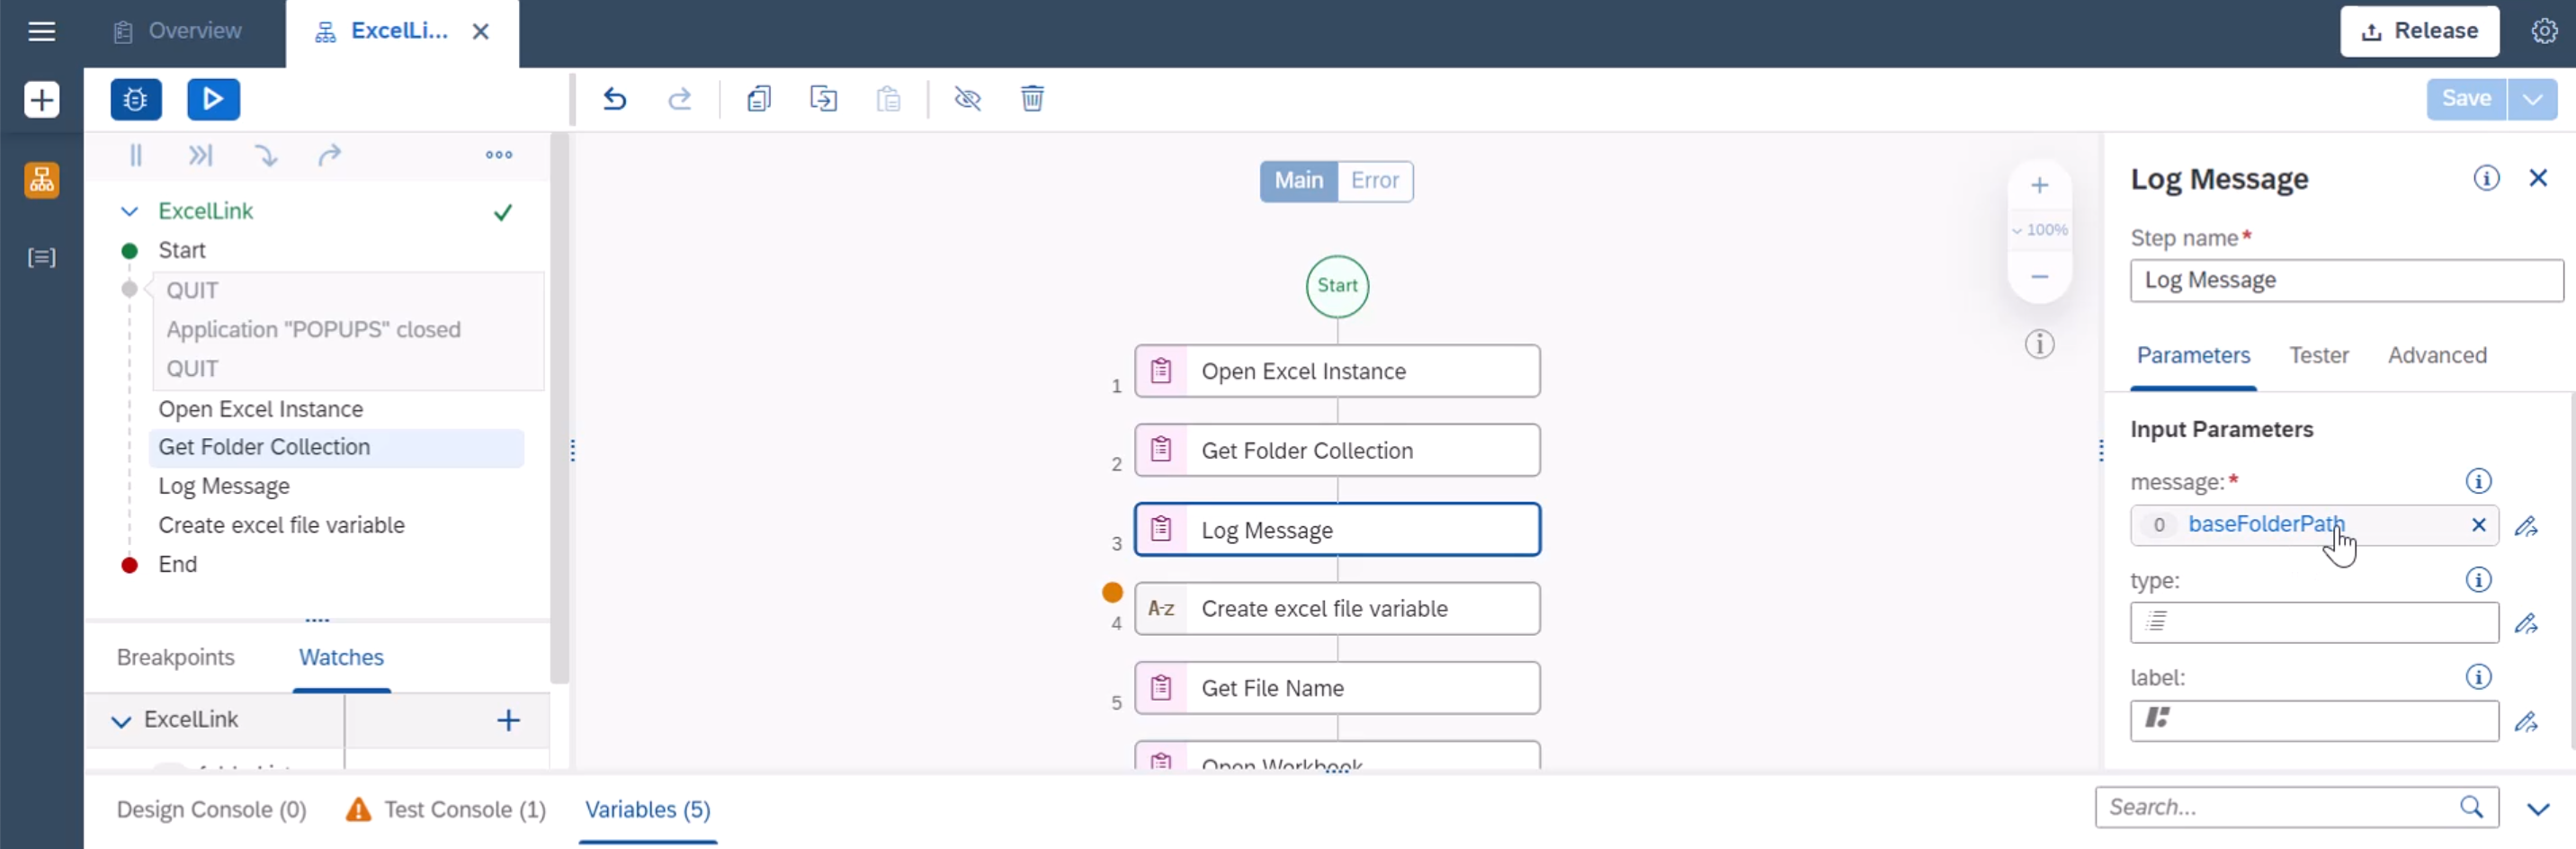 Overview
ExcelLi...
Release
Save
ExcelLink
Start
QUIT
Application "POPUPS" closed
QUIT
Open Excel Instance
Get Folder Collection
Log Message
Create excel file variable
End
Breakpoints
Watches
ExcelLink
Main
Error
100%
Start
1
Open Excel Instance
2
Get Folder Collection
3
Log Message
4
A-z
Create excel file variable
5
Get File Name
Open Workbook
Log Message
Step name*
Log Message
Parameters
Tester
Advanced
Input Parameters
message:*
0
baseFolderPath
type:
label:
Design Console (0)
Test Console (1)
Variables (5)
Search...